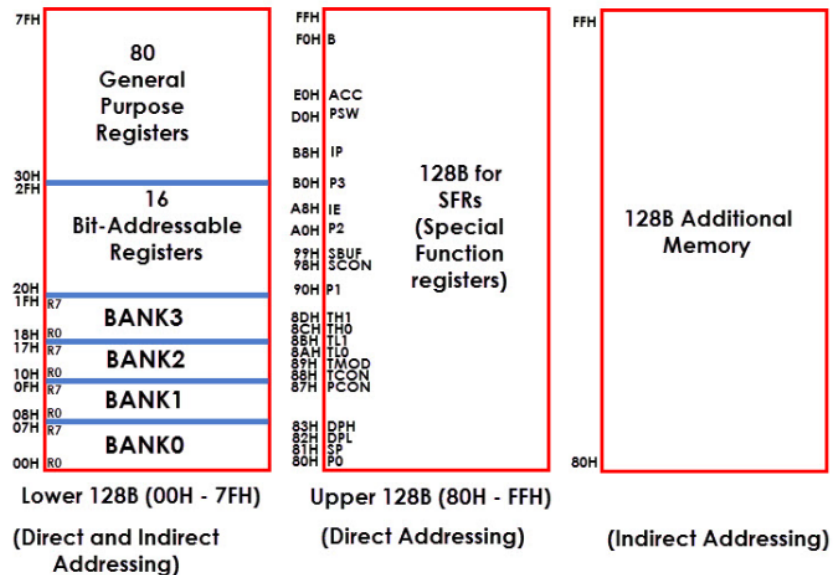 7FH
80
General
Purpose
Registers
30H
2FH
16
Bit-Addressable
Registers
20H
1FH R7
BANK3
18H R0
17H R7
BANK2
10H R0
0FH R7
BANK1
08H R0
07H R7
BANK0
00H R0
Lower 128B (00H - 7FH)
(Direct and Indirect
Addressing)
FFH
F0H B
E0H ACC
D0H PSW
B8H IP
B0H P3
A8H IE
A0H P2
99H SBUF
98H SCON
90H P1
8DH TH1
8CH TH0
8BH TL1
8AH TL0
89H TMOD
88H TCON
87H PCON
83H DPH
82H DPL
81H SP
80H P0
128B for
SFRs
(Special
Function
registers)
Upper 128B (80H - FFH)
(Direct Addressing)
FFH
128B Additional
Memory
80H
(Indirect Addressing)